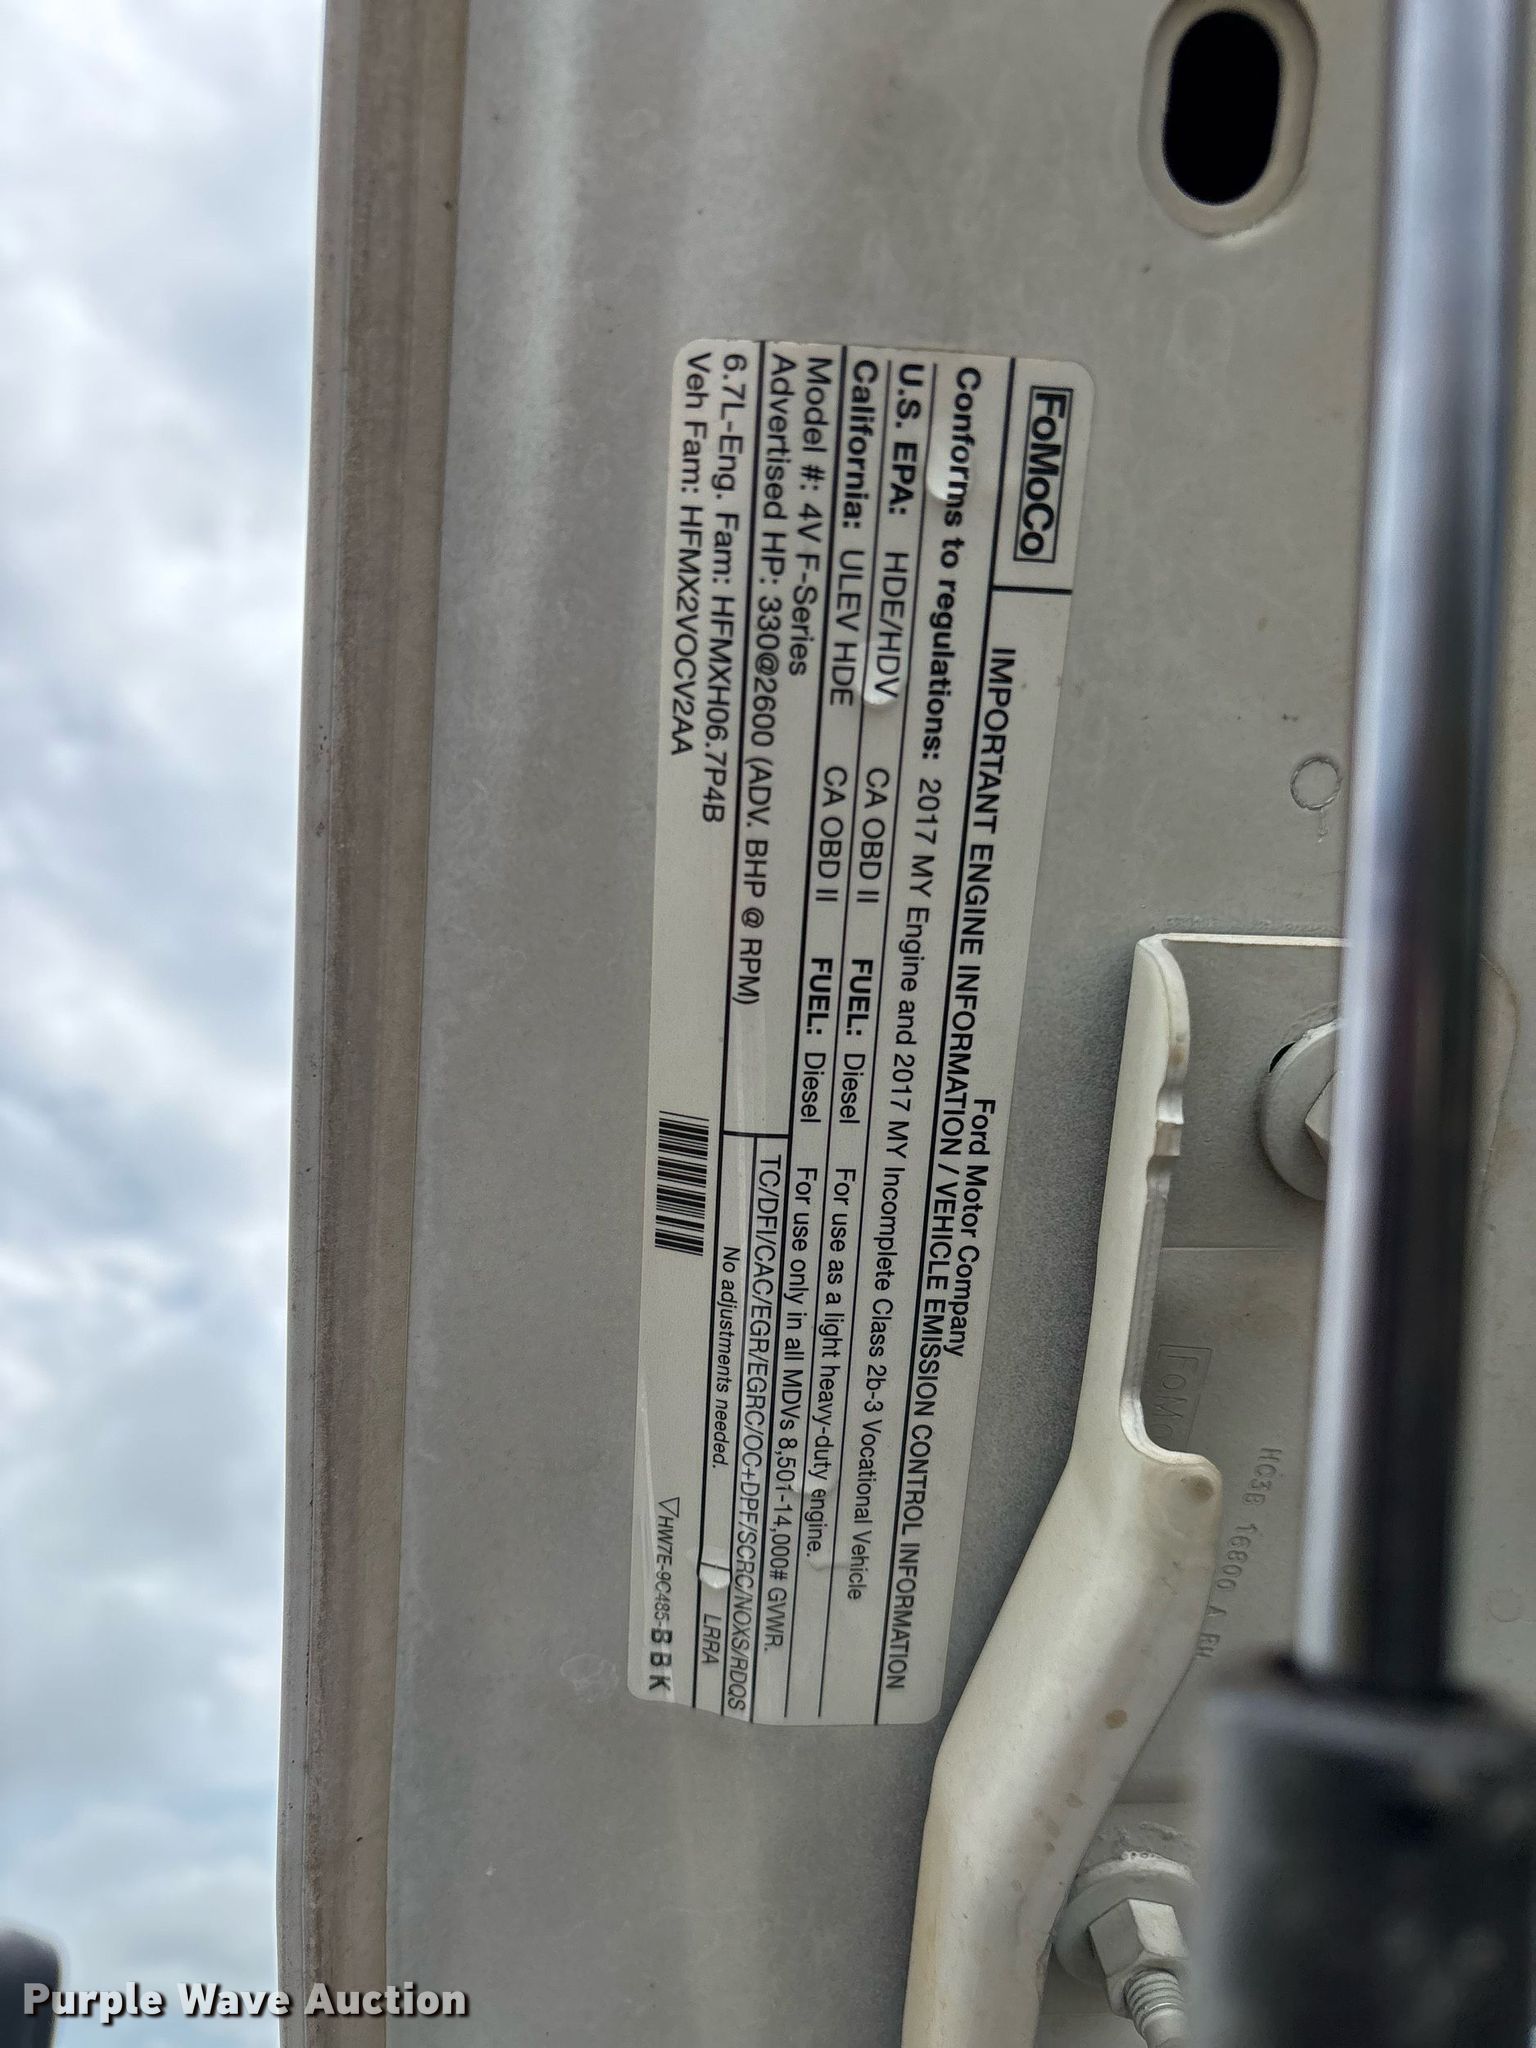 FoMoCo
Ford Motor Company
IMPORTANT ENGINE INFORMATION / VEHICLE EMISSION CONTROL INFORMATION
Conforms to regulations: 2017 MY Engine and 2017 MY Incomplete Class 2b-3 Vocational Vehicle
U.S. EPA: HDE/HDV CA OBD II FUEL: Diesel For use as a light heavy-duty engine.
California: ULEV HDE CA OBD II FUEL: Diesel For use only in all MDVs 8,501-14,000# GVWR.
Model #: 4V F-Series
TC/DFI/CAC/EGR/EGRC/OC+DPF/SCRC/NOXS/RDQS
Advertised HP: 330@2600 (ADV. BHP @ RPM)
No adjustments needed. LRRA
6.7L-Eng. Fam: HFMXH06.7P4B
Veh Fam: HFMX2VOCV2AA
HW7E-9C485-B B K
FoMo
HC3B 16800 A RH
Purple Wave Auction